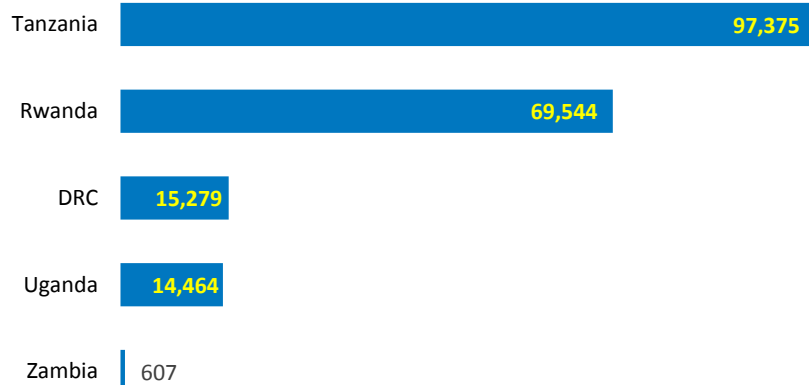 Tanzania 97,375
Rwanda 69,544
DRC 15,279
Uganda 14,464
Zambia 607